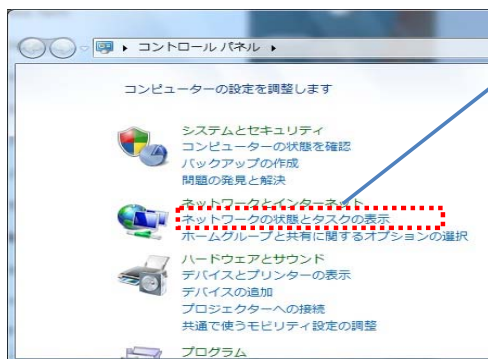 コントロール パネル
コンピューターの設定を調整します
システムとセキュリティ
コンピューターの状態を確認
バックアップの作成
問題の発見と解決
ネットワークとインターネット
ネットワークの状態とタスクの表示
ホームグループと共有に関するオプションの選択
ハードウェアとサウンド
デバイスとプリンターの表示
デバイスの追加
プロジェクターへの接続
共通で使うモビリティ設定の調整
プログラム